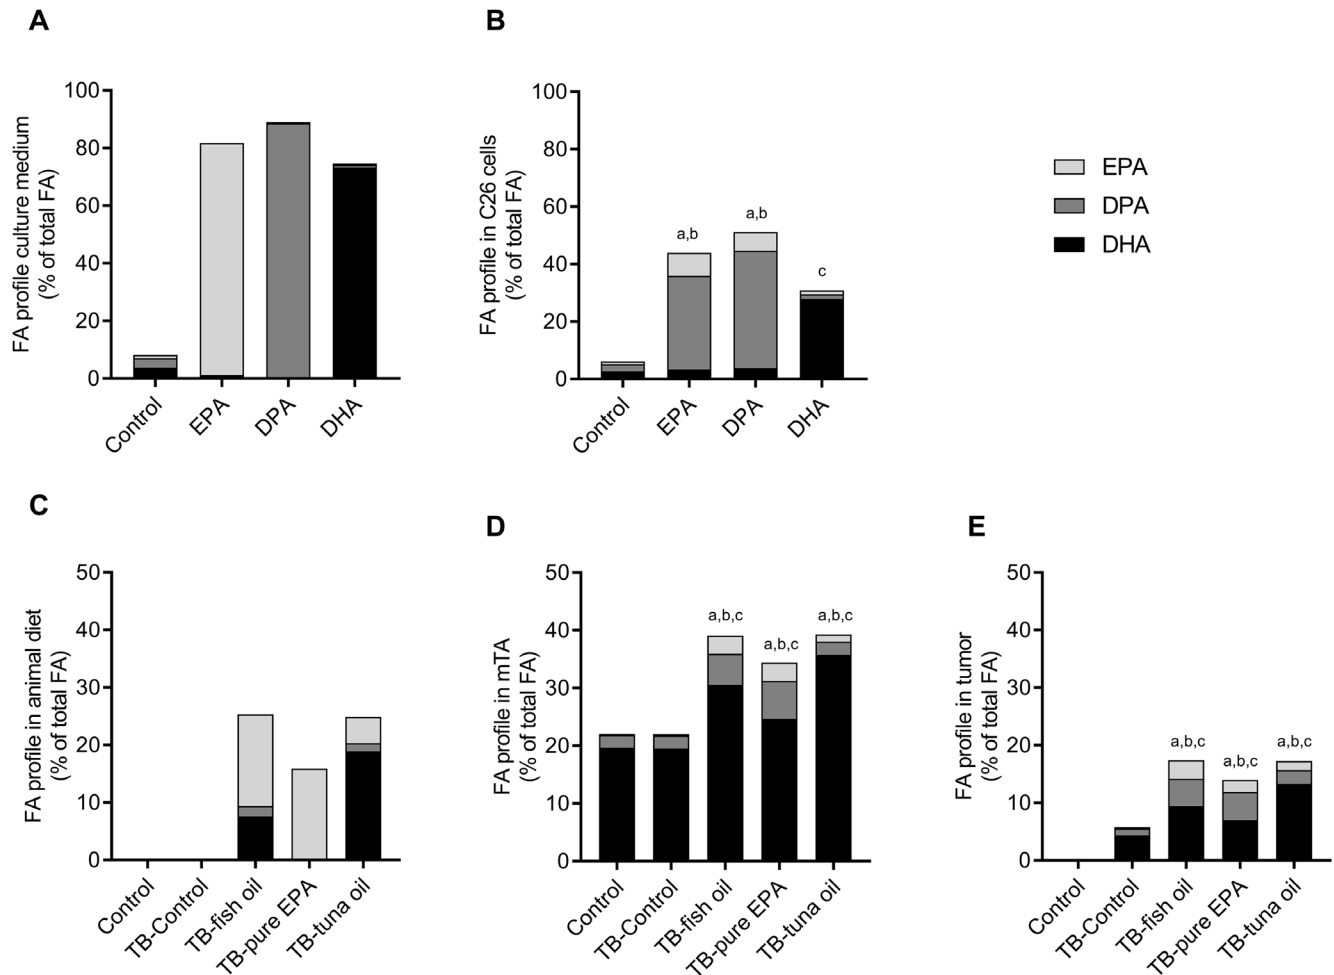 A
FA profile culture medium
(% of total FA)
100
80
60
40
20
0
Control
EPA
DPA
DHA
B
FA profile in C26 cells
(% of total FA)
100
80
60
40
20
0
a,b
a,b
c
Control
EPA
DPA
DHA
EPA
DPA
DHA
C
FA profile in animal diet
(% of total FA)
50
40
30
20
10
0
Control
TB-Control
TB-fish oil
TB-pure EPA
TB-tuna oil
D
FA profile in mTA
(% of total FA)
50
40
30
20
10
0
a,b,c
a,b,c
a,b,c
Control
TB-Control
TB-fish oil
TB-pure EPA
TB-tuna oil
E
FA profile in tumor
(% of total FA)
50
40
30
20
10
0
a,b,c
a,b,c
a,b,c
Control
TB-Control
TB-fish oil
TB-pure EPA
TB-tuna oil